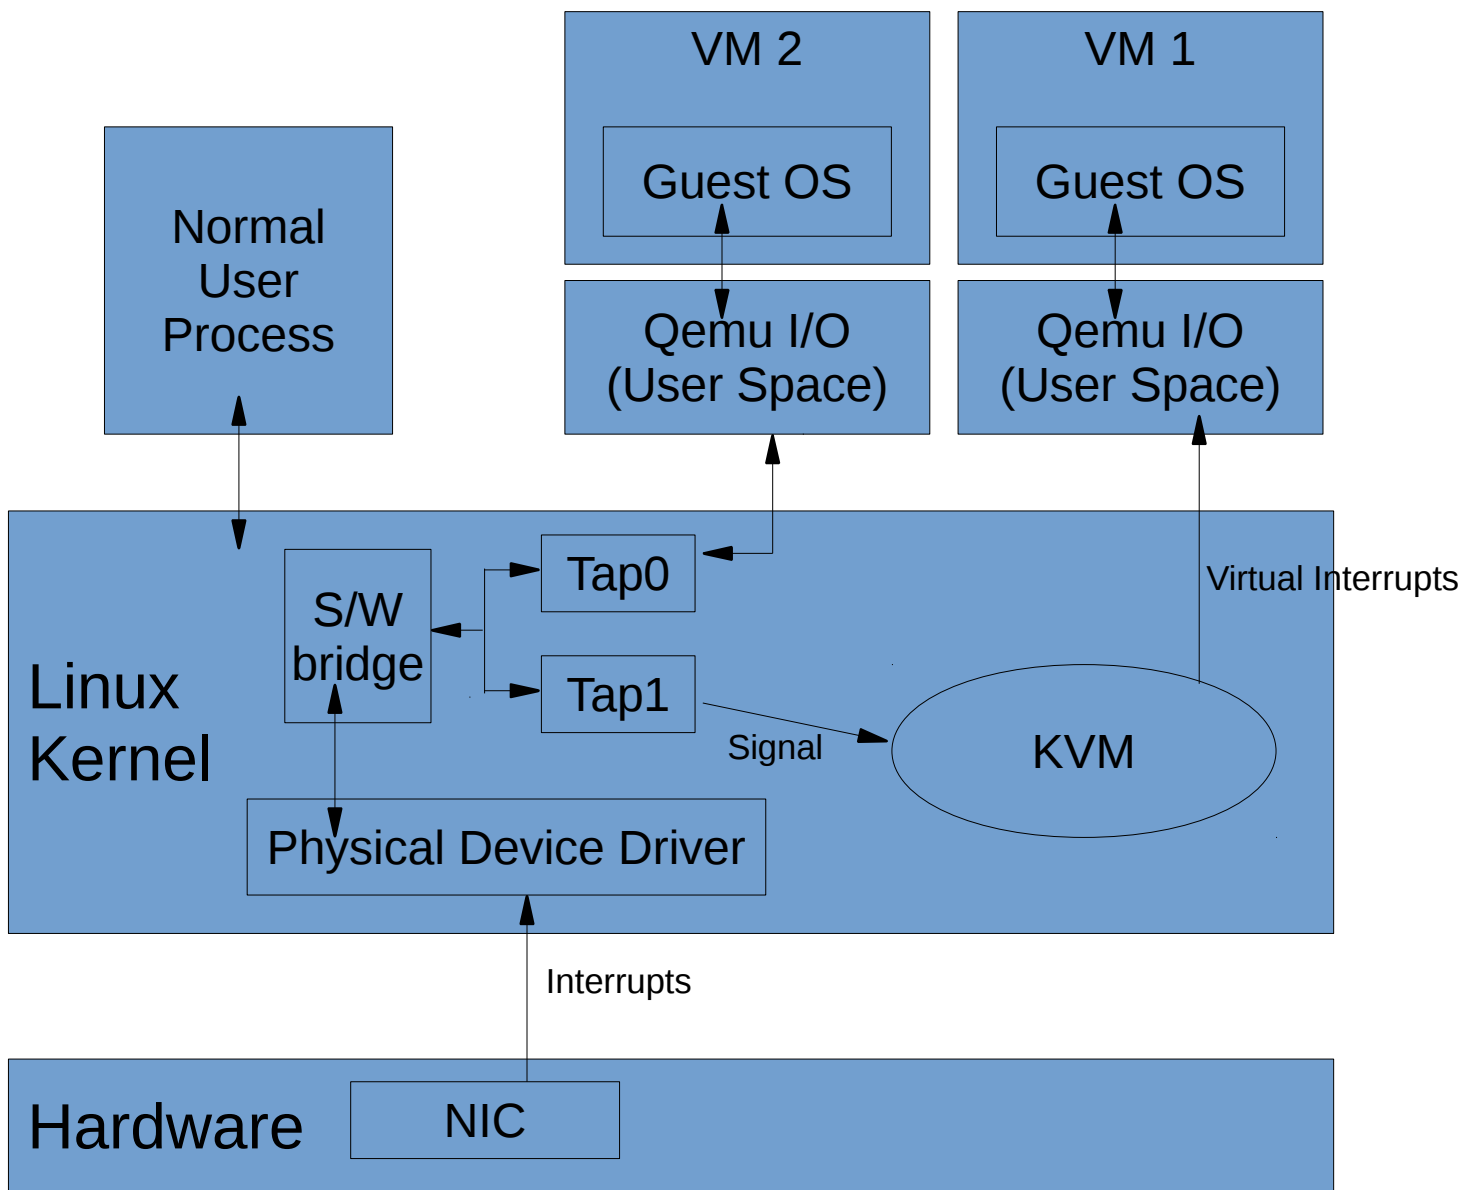 VM 2
VM 1
Guest OS
Guest OS
Normal
User
Process
Qemu I/O
(User Space)
Qemu I/O
(User Space)
Tap0
Virtual Interrupts
S/W
bridge
Linux
Kernel
Tap1
Signal
KVM
Physical Device Driver
Interrupts
Hardware
NIC